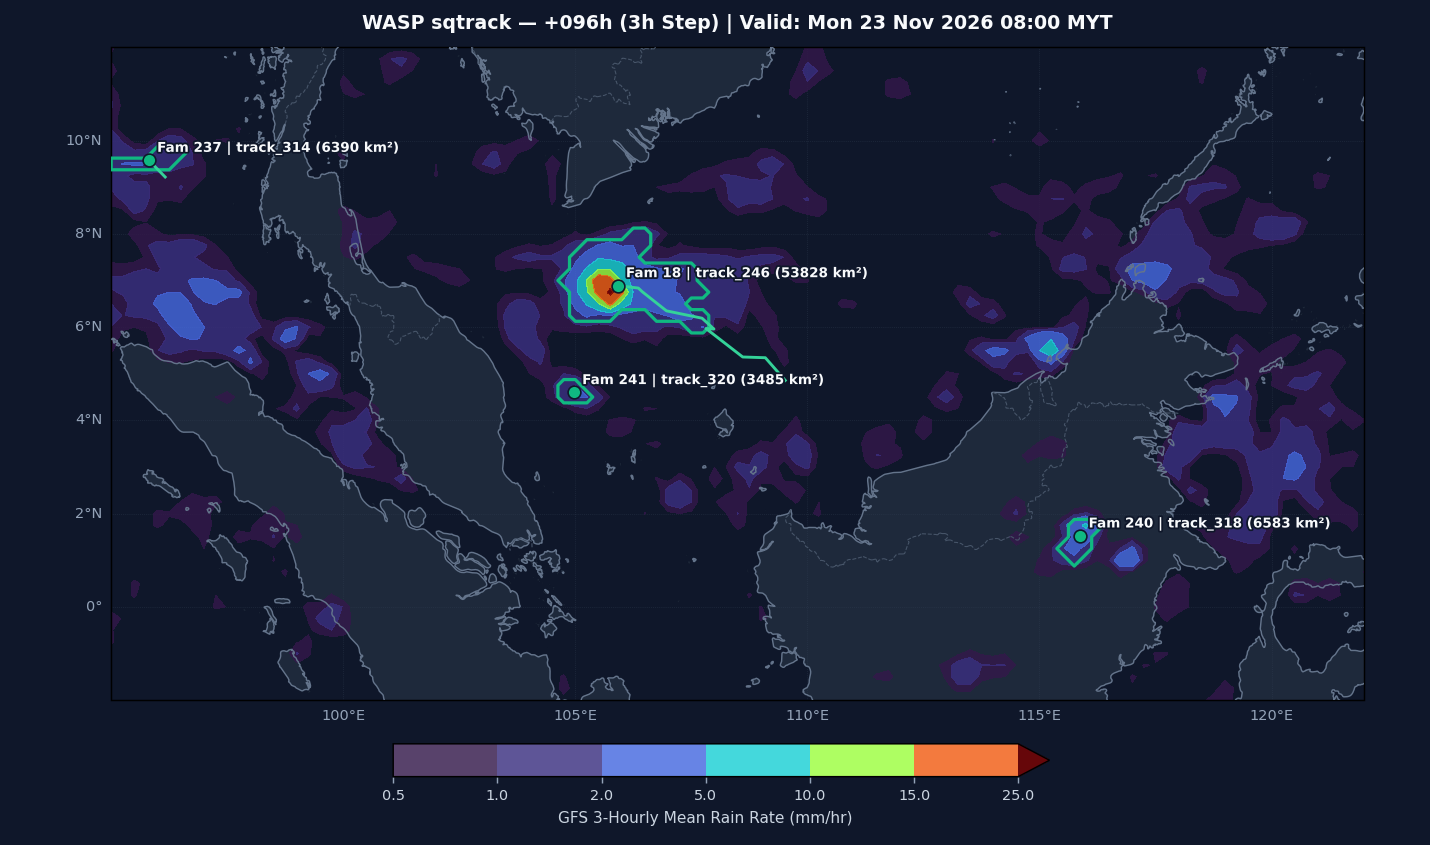 WASP sqtrack — +096h (3h Step) | Valid: Mon 23 Nov 2026 08:00 MYT
10°N
8°N
6°N
4°N
2°N
0°
Fam 237 | track_314 (6390 km²)
Fam 18 | track_246 (53828 km²)
Fam 241 | track_320 (3485 km²)
Fam 240 | track_318 (6583 km²)
100°E
105°E
110°E
115°E
120°E
0.5
1.0
2.0
5.0
10.0
15.0
25.0
GFS 3-Hourly Mean Rain Rate (mm/hr)